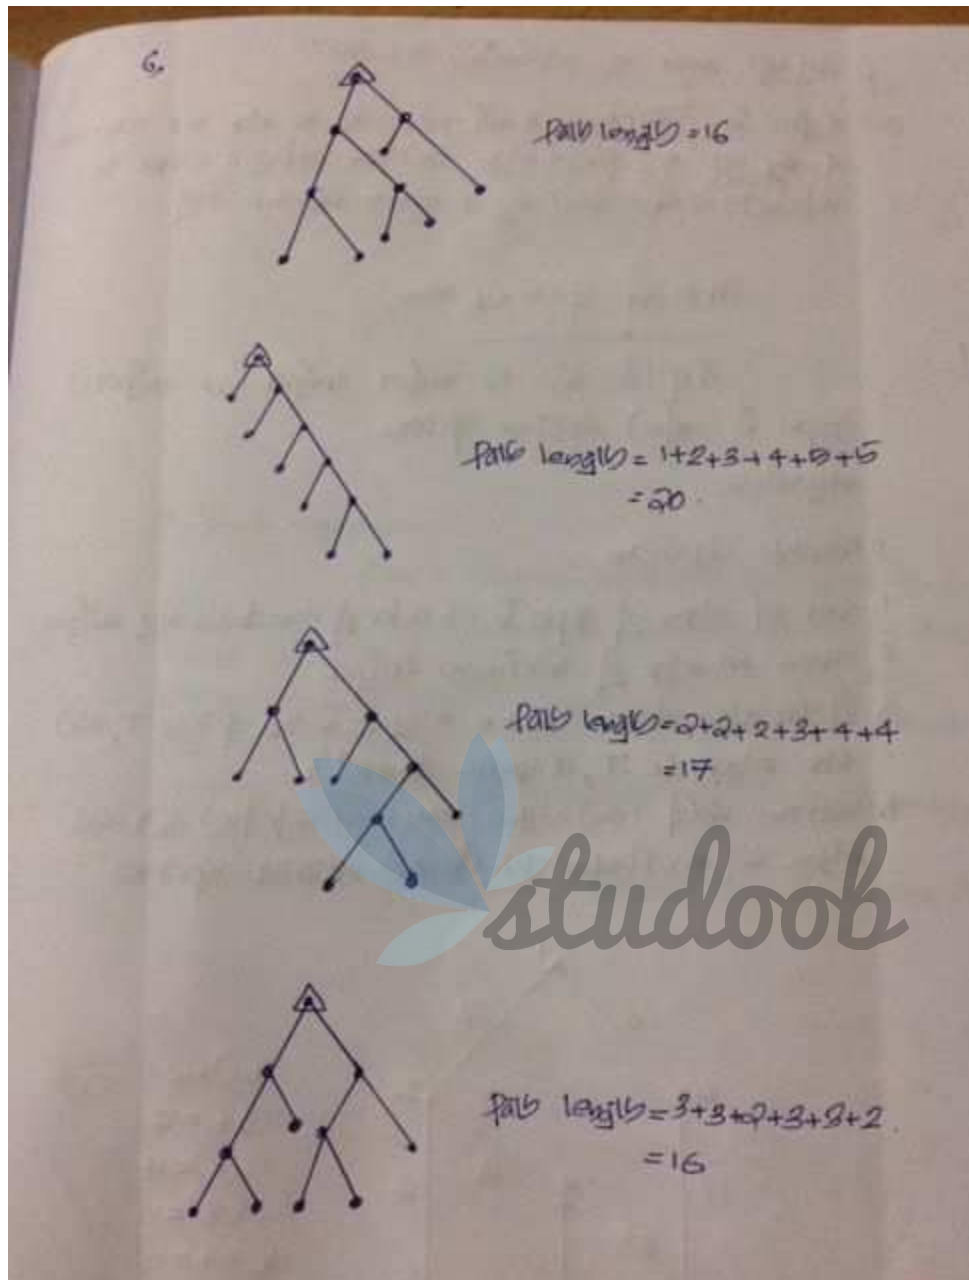 6.
Path length = 16
Path length = 1+2+3+4+5+5
= 20.
Path length = 2+2+2+3+4+4
= 17
studoob
Path length = 3+3+2+3+3+2.
= 16